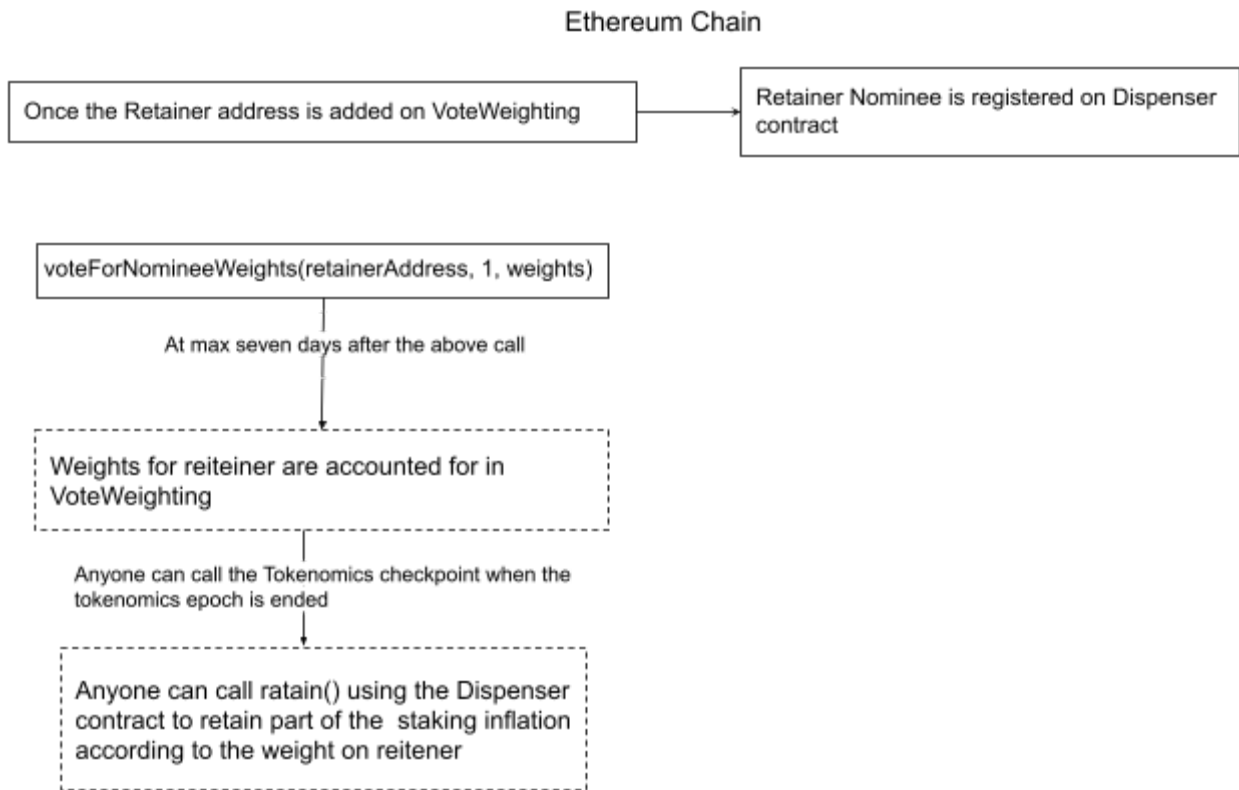 Ethereum Chain
Once the Retainer address is added on VoteWeighting
Retainer Nominee is registered on Dispenser
contract
voteForNomineeWeights(retainerAddress, 1, weights)
At max seven days after the above call
Weights for reiteiner are accounted for in
VoteWeighting
Anyone can call the Tokenomics checkpoint when the
tokenomics epoch is ended
Anyone can call ratain() using the Dispenser
contract to retain part of the  staking inflation
according to the weight on reitener